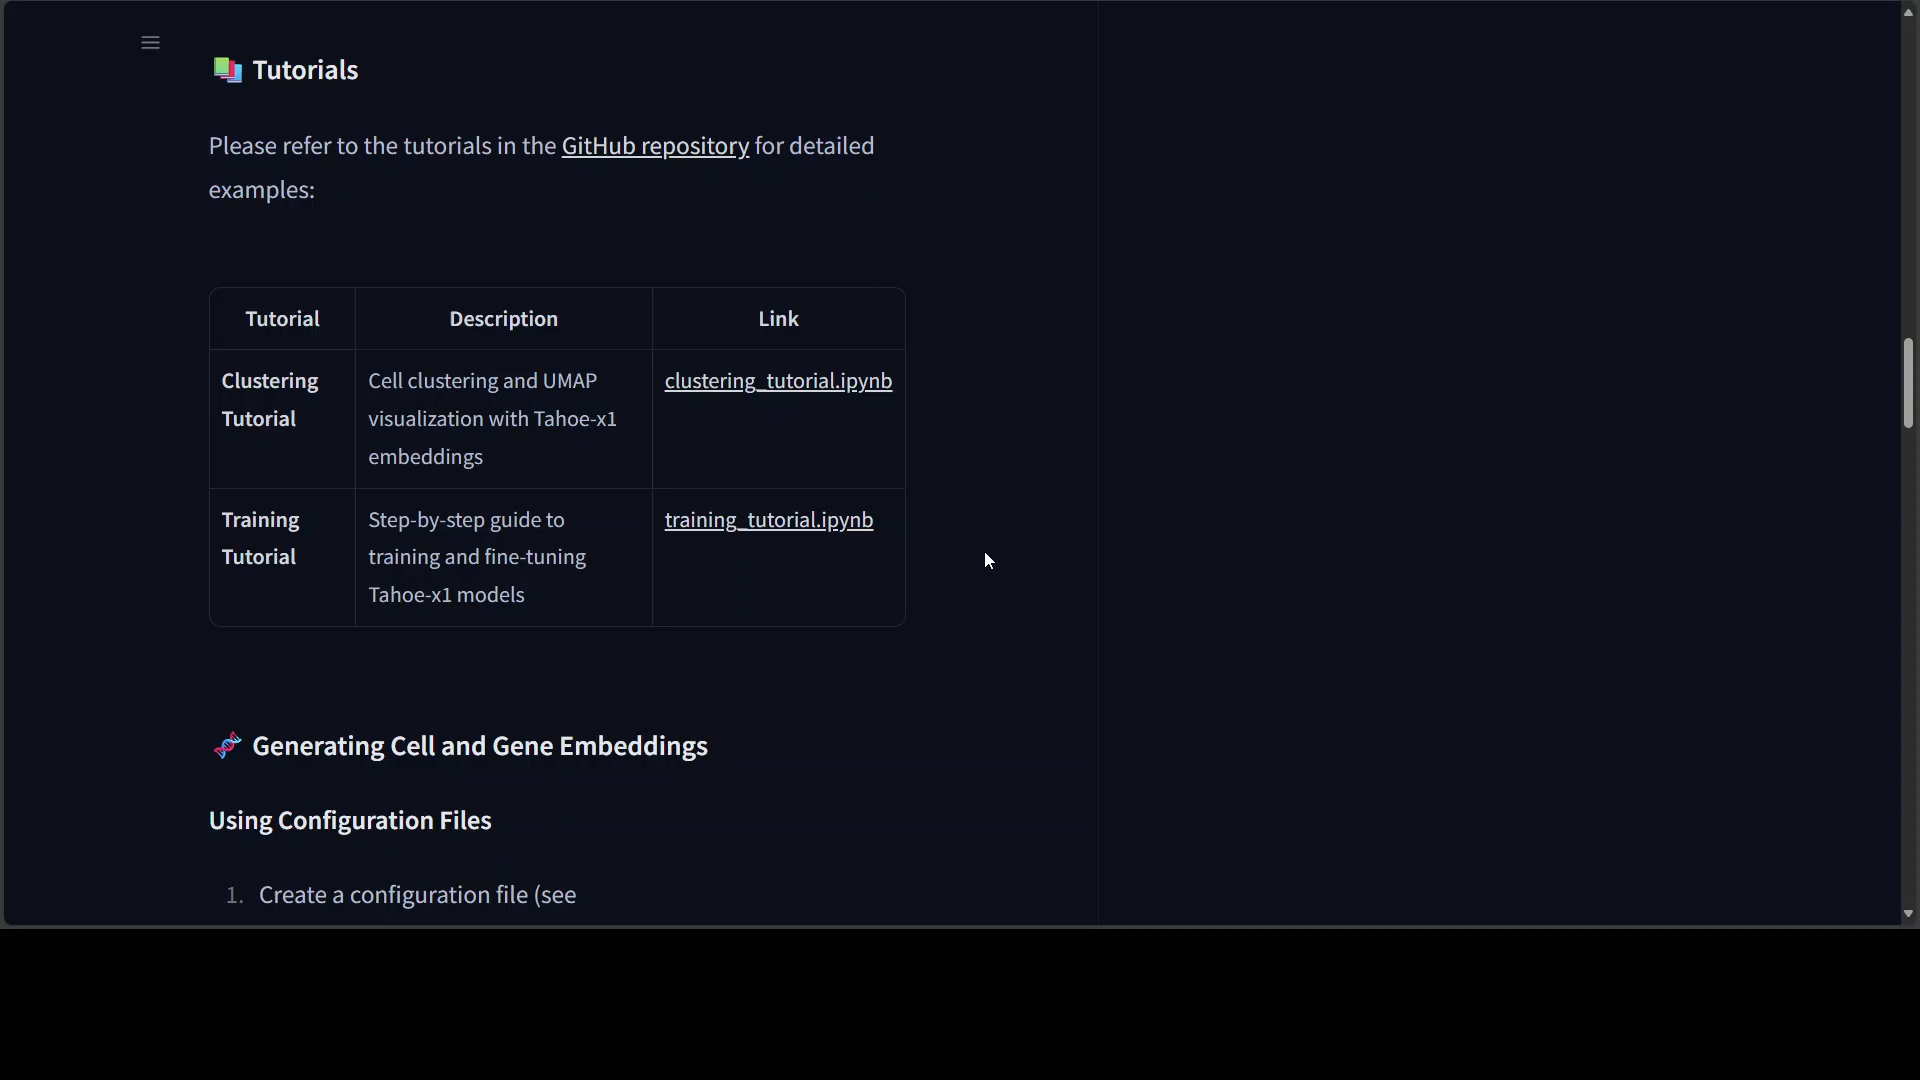 Tutorials
Please refer to the tutorials in the GitHub repository for detailed
examples:
Tutorial Description Link
Clustering Tutorial
Cell clustering and UMAP
visualization with Tahoe-x1
embeddings
clustering_tutorial.ipynb
Training Tutorial
Step-by-step guide to
training and fine-tuning
Tahoe-x1 models
training_tutorial.ipynb
Generating Cell and Gene Embeddings
Using Configuration Files
1. Create a configuration file (see